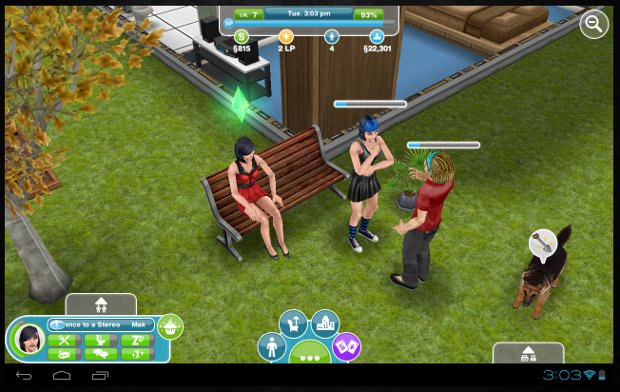 LVL 7 Tue. 3:03 pm 93%
XP
§815 2 LP 4 §22,301
ance to a Stereo Mak
3:03